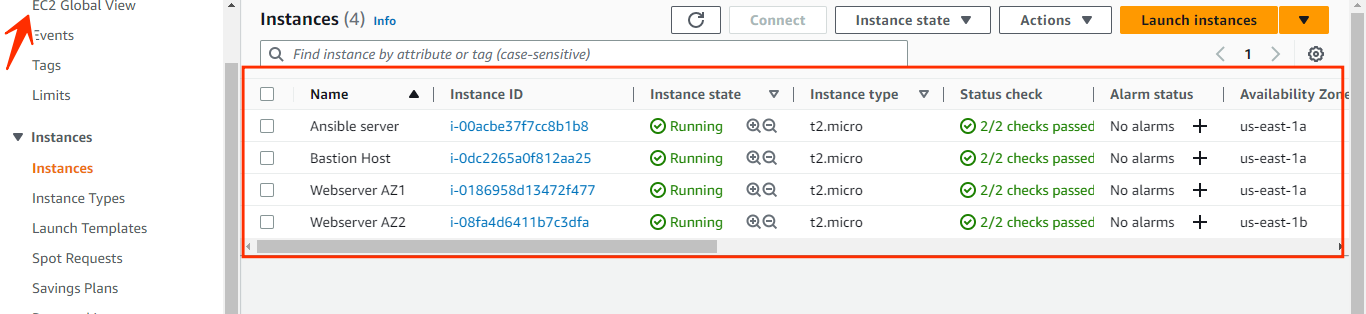 EC2 Global View
Events
Tags
Limits
Instances
Instances
Instance Types
Launch Templates
Spot Requests
Savings Plans
Instances (4) Info
Connect
Instance state
Actions
Launch instances
Find instance by attribute or tag (case-sensitive)
1
Name Instance ID Instance state Instance type Status check Alarm status Availability Zone
Ansible server i-00acbe37f7cc8b1b8 Running t2.micro 2/2 checks passed No alarms + us-east-1a
Bastion Host i-0dc2265a0f812aa25 Running t2.micro 2/2 checks passed No alarms + us-east-1a
Webserver AZ1 i-0186958d13472f477 Running t2.micro 2/2 checks passed No alarms + us-east-1a
Webserver AZ2 i-08fa4d6411b7c3dfa Running t2.micro 2/2 checks passed No alarms + us-east-1b